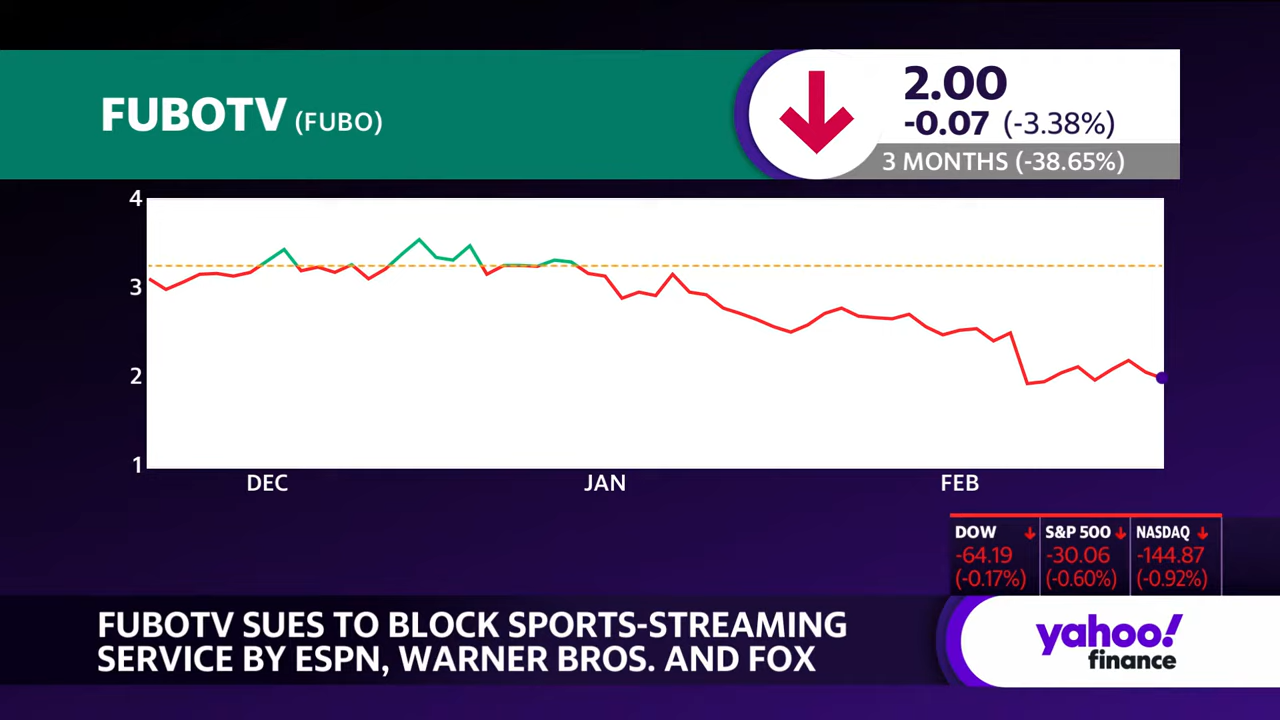 FUBOTV (FUBO)
2.00
-0.07 (-3.38%)
3 MONTHS (-38.65%)
4
3
2
1
DEC JAN FEB
DOW S&P 500 NASDAQ
-64.19 -30.06 -144.87
(-0.17%) (-0.60%) (-0.92%)
FUBOTV SUES TO BLOCK SPORTS-STREAMING
SERVICE BY ESPN, WARNER BROS. AND FOX
yahoo!
finance